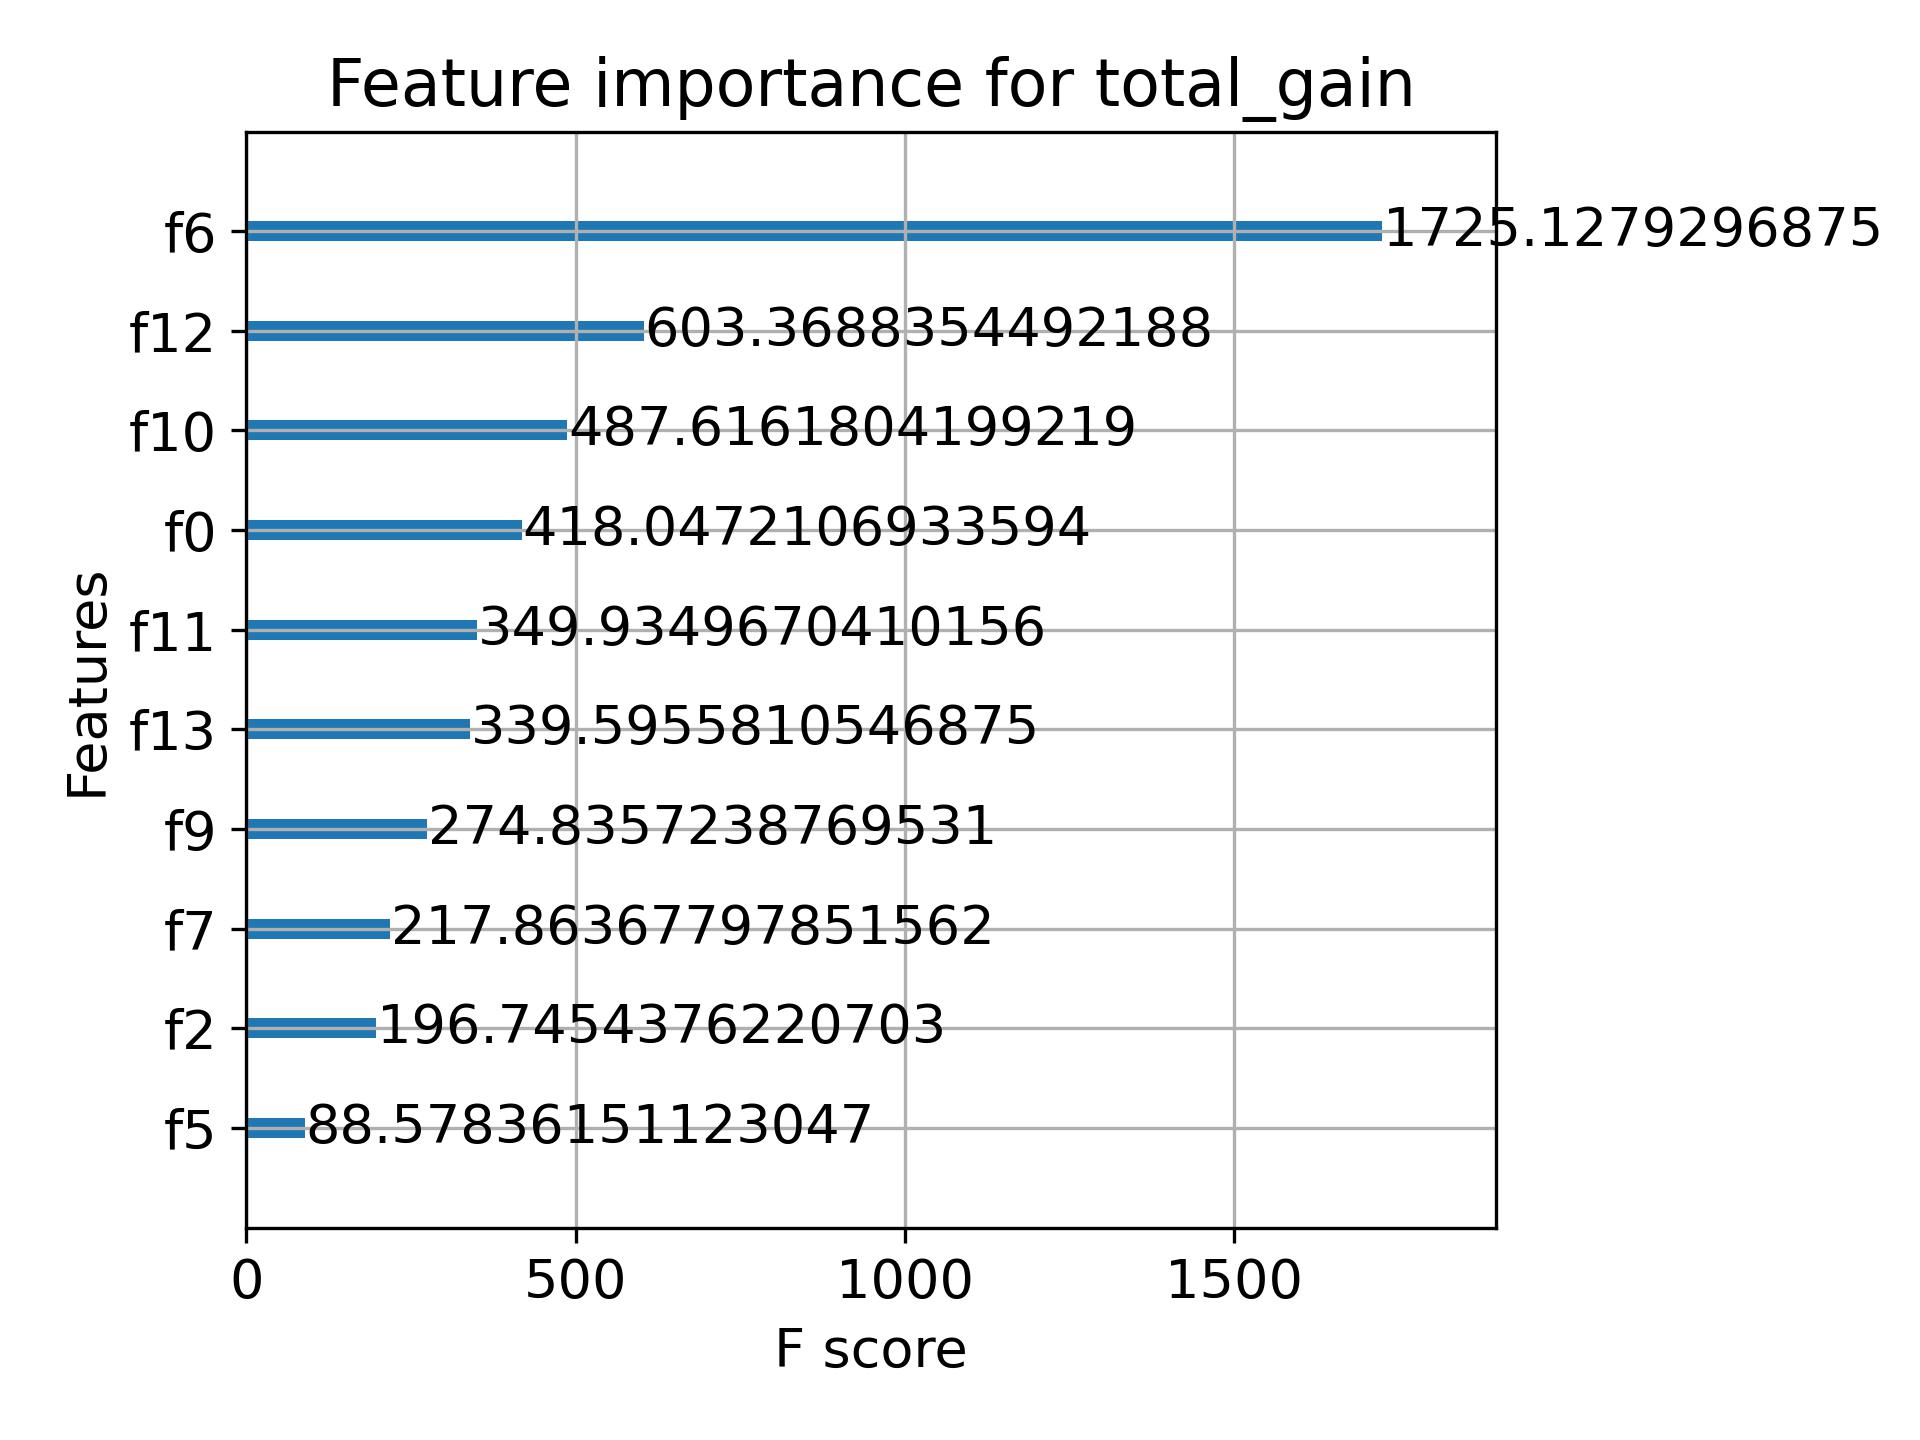 Feature importance for total_gain
f6 1725.1279296875
f12 603.3688354492188
f10 487.6161804199219
f0 418.0472106933594
f11 349.9349670410156
f13 339.5955810546875
f9 274.8357238769531
f7 217.86367797851562
f2 196.7454376220703
f5 88.57836151123047
Features
0 500 1000 1500
F score